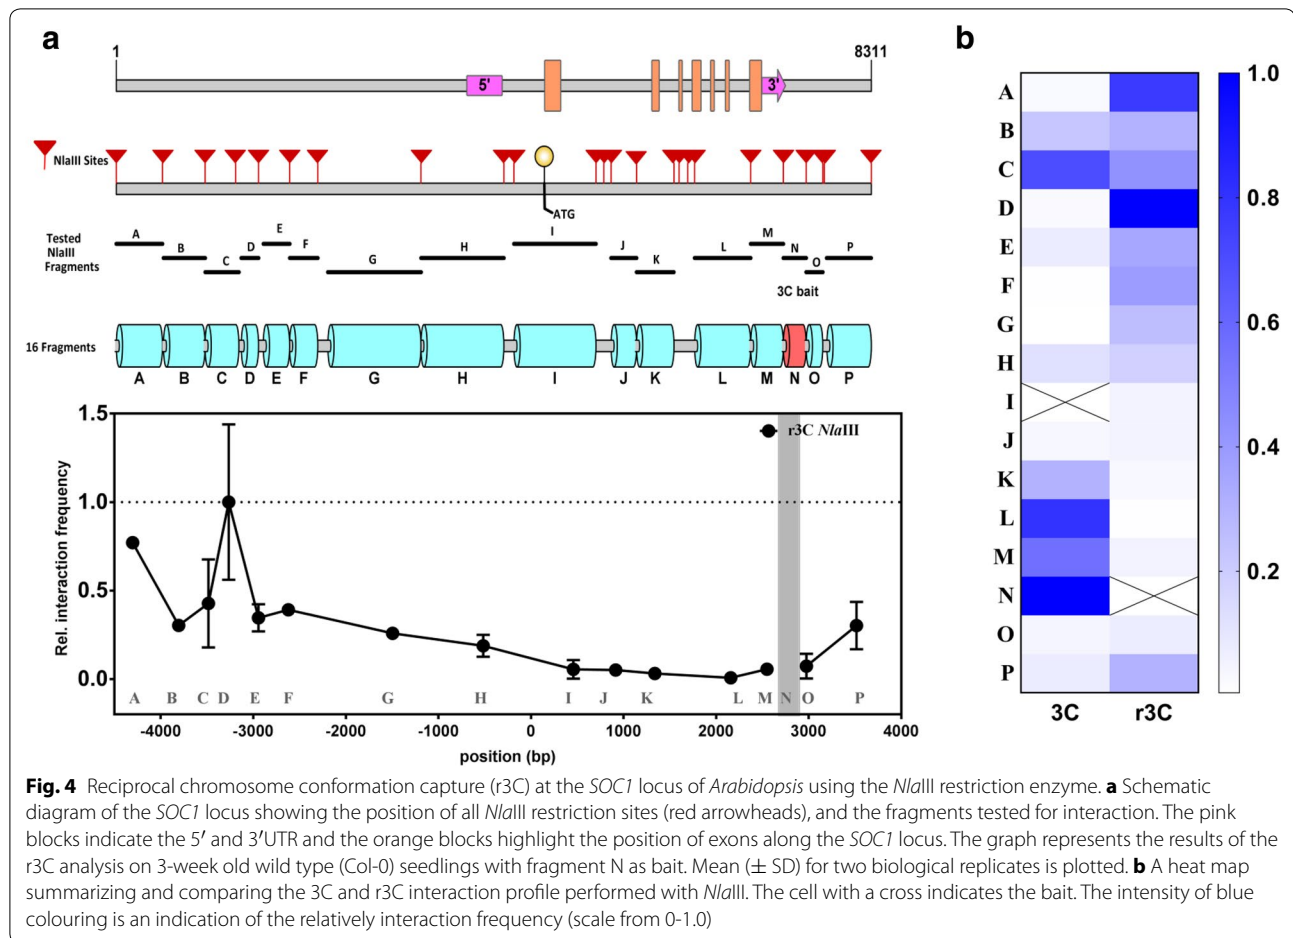 a
b
1
8311
5'
3'
NlaIII Sites
ATG
Tested
NlaIII
Fragments
A
B
C
D
E
F
G
H
I
J
K
L
M
N
O
P
3C bait
16 Fragments
A B C D E F G H I J K L M N O P
1.5
1.0
0.5
0.0
Rel. interaction frequency
r3C NlaIII
A B C D E F G H I J K L M N O P
-4000 -3000 -2000 -1000 0 1000 2000 3000 4000
position (bp)
A
B
C
D
E
F
G
H
I
J
K
L
M
N
O
P
3C r3C
1.0
0.8
0.6
0.4
0.2
Fig. 4 Reciprocal chromosome conformation capture (r3C) at the SOC1 locus of Arabidopsis using the NlaIII restriction enzyme. a Schematic
diagram of the SOC1 locus showing the position of all NlaIII restriction sites (red arrowheads), and the fragments tested for interaction. The pink
blocks indicate the 5′ and 3′UTR and the orange blocks highlight the position of exons along the SOC1 locus. The graph represents the results of the
r3C analysis on 3-week old wild type (Col-0) seedlings with fragment N as bait. Mean (± SD) for two biological replicates is plotted. b A heat map
summarizing and comparing the 3C and r3C interaction profile performed with NlaIII. The cell with a cross indicates the bait. The intensity of blue
colouring is an indication of the relatively interaction frequency (scale from 0-1.0)